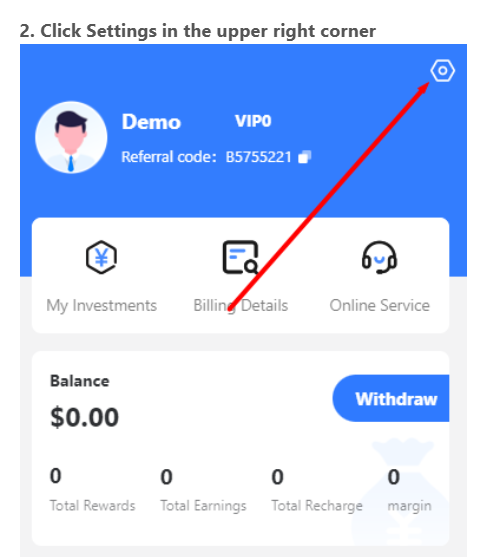 2. Click Settings in the upper right corner
Demo VIP0
Referral code: B5755221
My Investments Billing Details Online Service
Balance
$0.00
Withdraw
0 0 0 0
Total Rewards Total Earnings Total Recharge margin